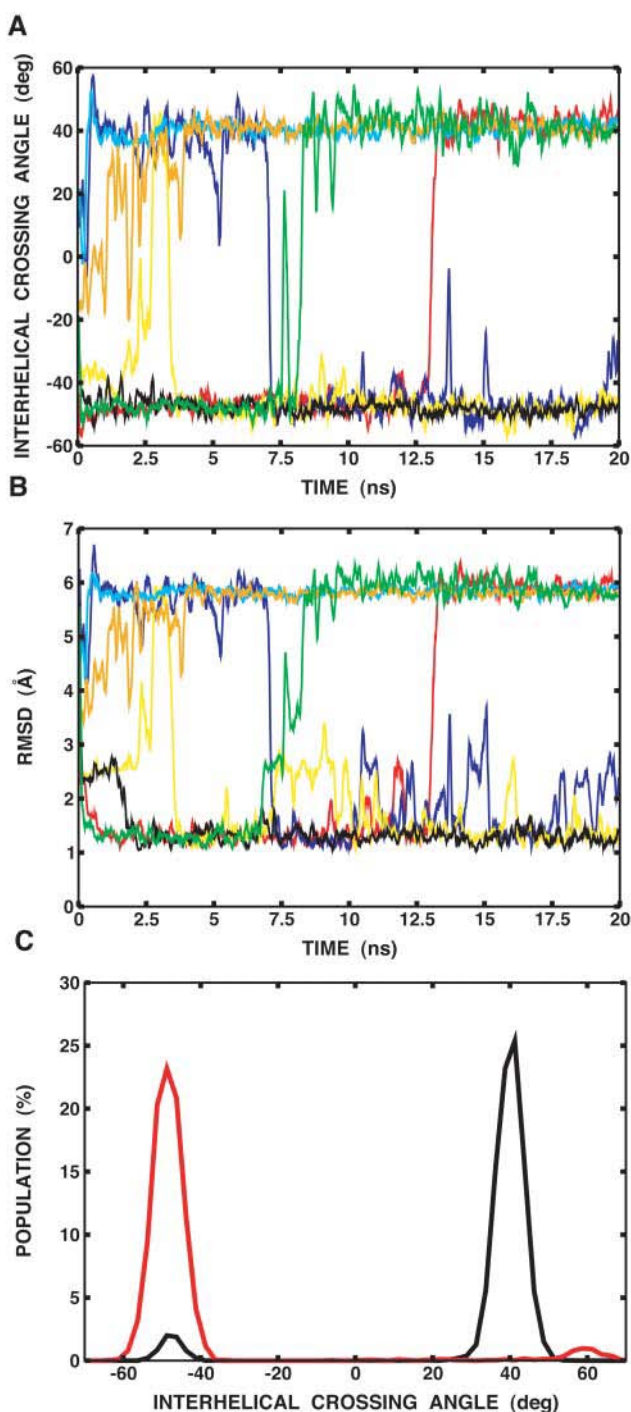 A
INTERHELICAL CROSSING ANGLE (deg)
60
40
20
0
-20
-40
-60
0 2.5 5 7.5 10 12.5 15 17.5 20
TIME (ns)
B
RMSD (Å)
7
6
5
4
3
2
1
0
0 2.5 5 7.5 10 12.5 15 17.5 20
TIME (ns)
C
POPULATION (%)
30
25
20
15
10
5
0
-60 -40 -20 0 20 40 60
INTERHELICAL CROSSING ANGLE (deg)